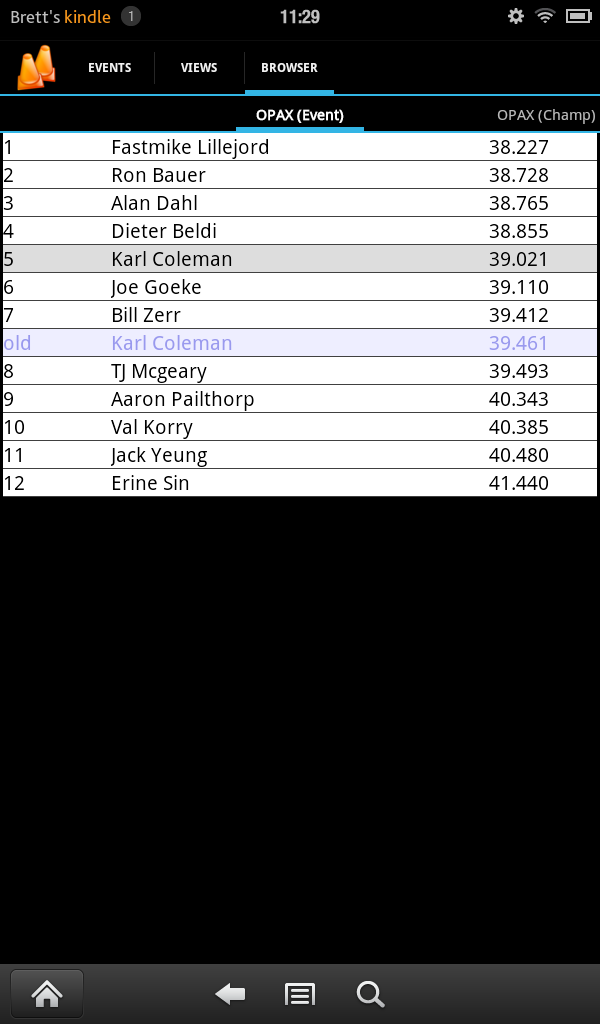 Brett's kindle 1 11:29
EVENTS VIEWS BROWSER
OPAX (Event) OPAX (Champ)
1 Fastmike Lillejord 38.227
2 Ron Bauer 38.728
3 Alan Dahl 38.765
4 Dieter Beldi 38.855
5 Karl Coleman 39.021
6 Joe Goeke 39.110
7 Bill Zerr 39.412
old Karl Coleman 39.461
8 TJ Mcgeary 39.493
9 Aaron Pailthorp 40.343
10 Val Korry 40.385
11 Jack Yeung 40.480
12 Erine Sin 41.440